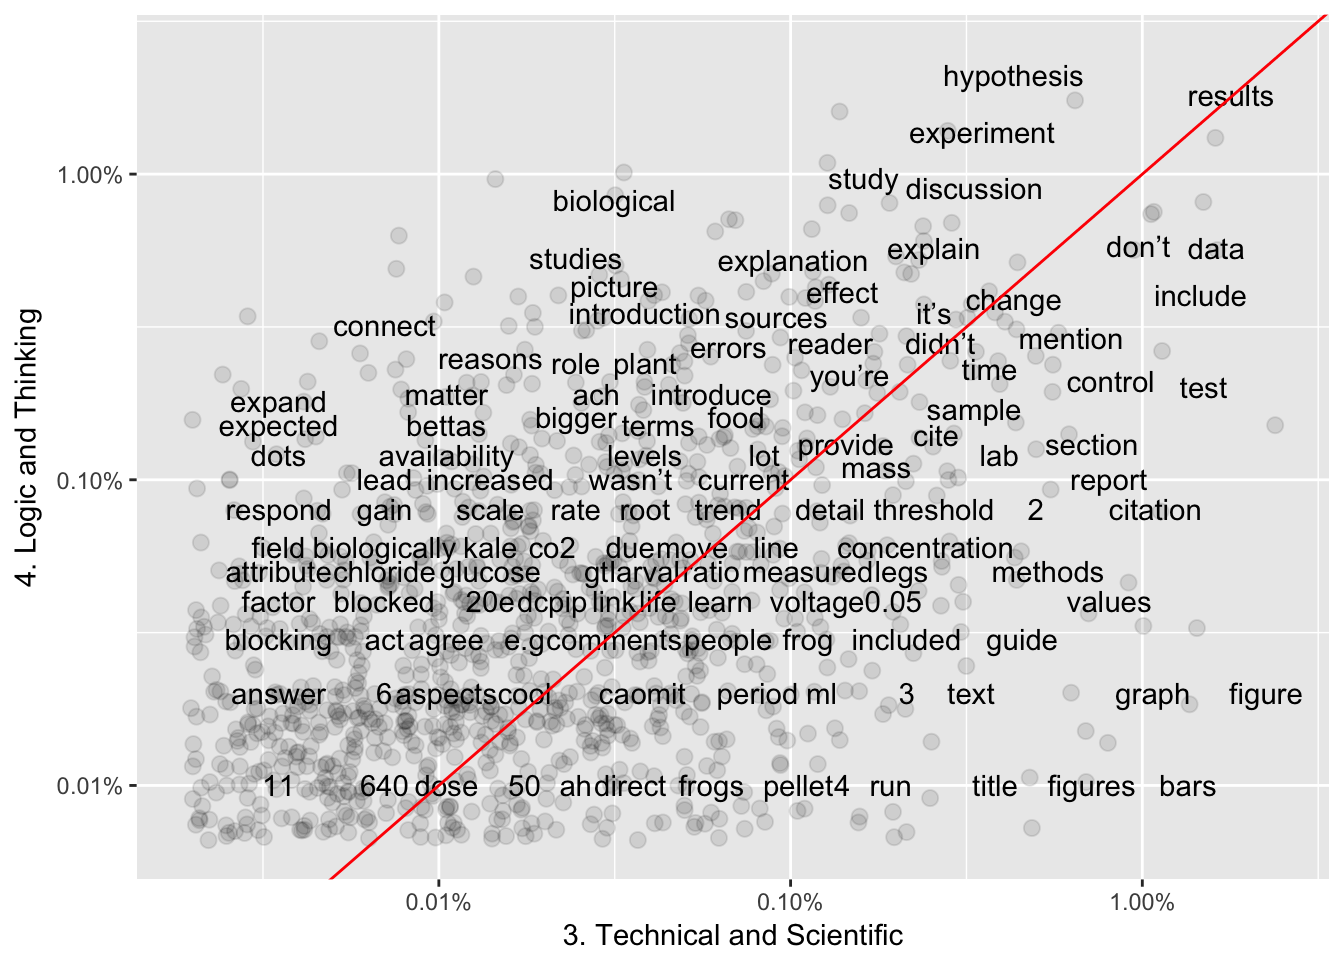 hypothesis
results
experiment
1.00%
study
discussion
biological
don’t
data
explanation
explain
studies
picture
effect
include
change
introduction
sources
it’s
connect
mention
errors
reader
didn’t
reasons
role
plant
time
you’re
control
test
expand
matter
ach
introduce
sample
expected
bettas
bigger
terms
food
cite
provide
section
dots
availability
levels
lot
mass
lab
0.10%
lead
increased
wasn’t
current
report
respond
gain
scale
rate
root
trend
detail
threshold
2
citation
field
biologically
kale
co2
due
move
line
concentration
attribute
chloride
glucose
gt
larval
ratio
measured
legs
methods
factor
blocked
20e
dcpip
link
life
learn
voltage
0.05
values
blocking
act
agree
e.g
comments
people
frog
included
guide
answer
6
aspects
cool
ca
omit
period
ml
3
text
graph
figure
0.01%
11
640
dose
50
ah
direct
frogs
pellet
4
run
title
figures
bars
4. Logic and Thinking
0.01%
0.10%
1.00%
3. Technical and Scientific